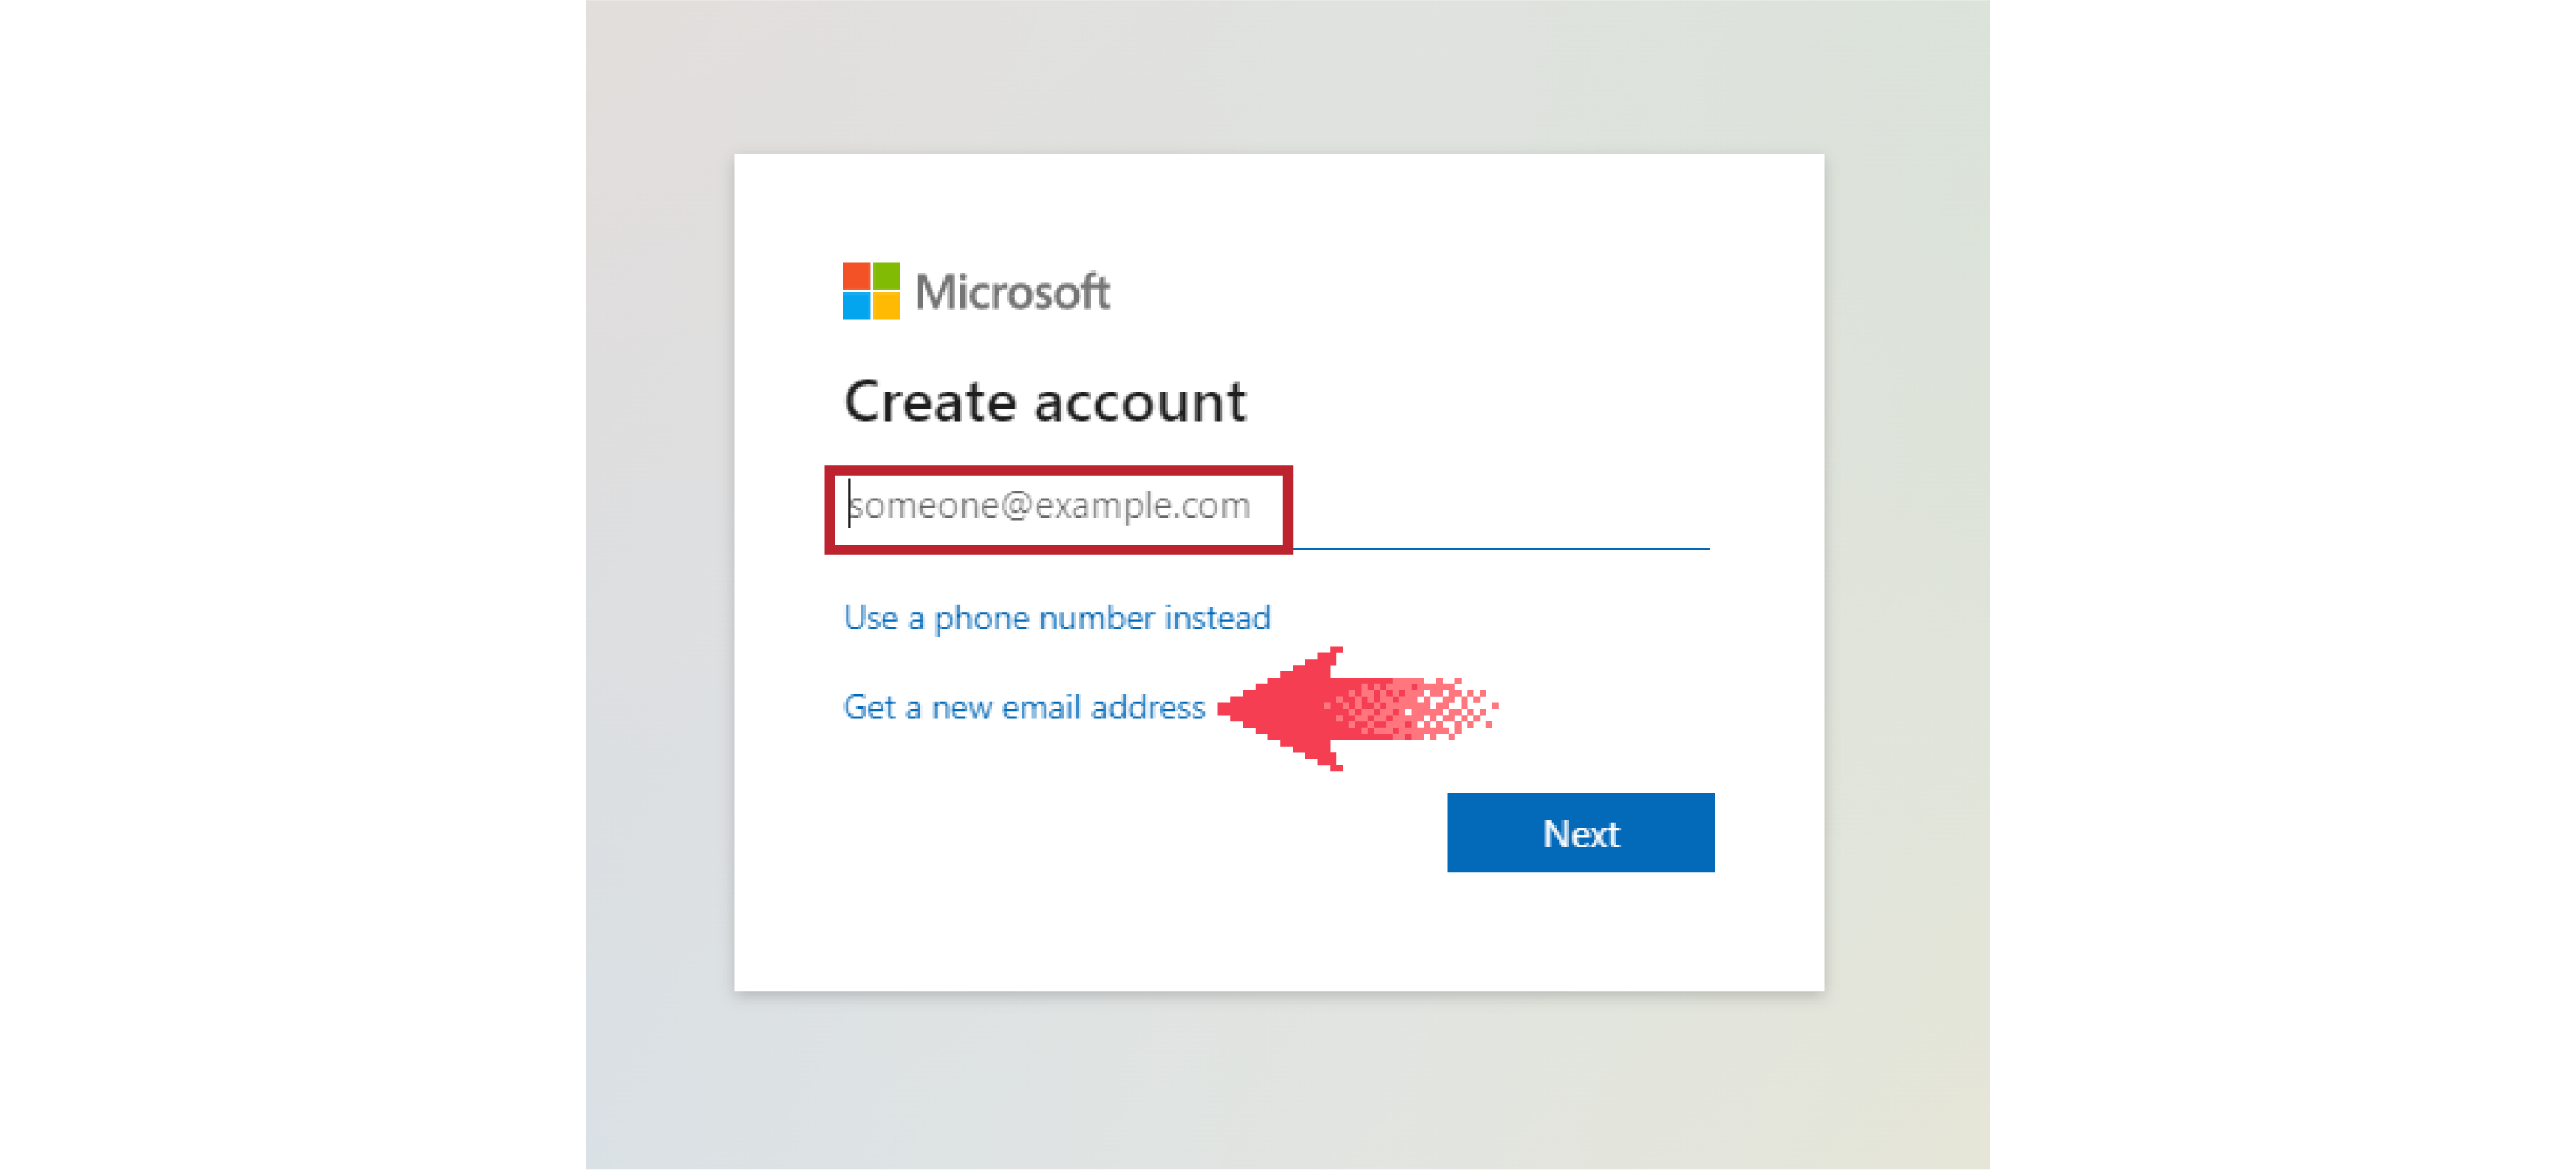 Microsoft
Create account
someone@example.com
Use a phone number instead
Get a new email address
Next